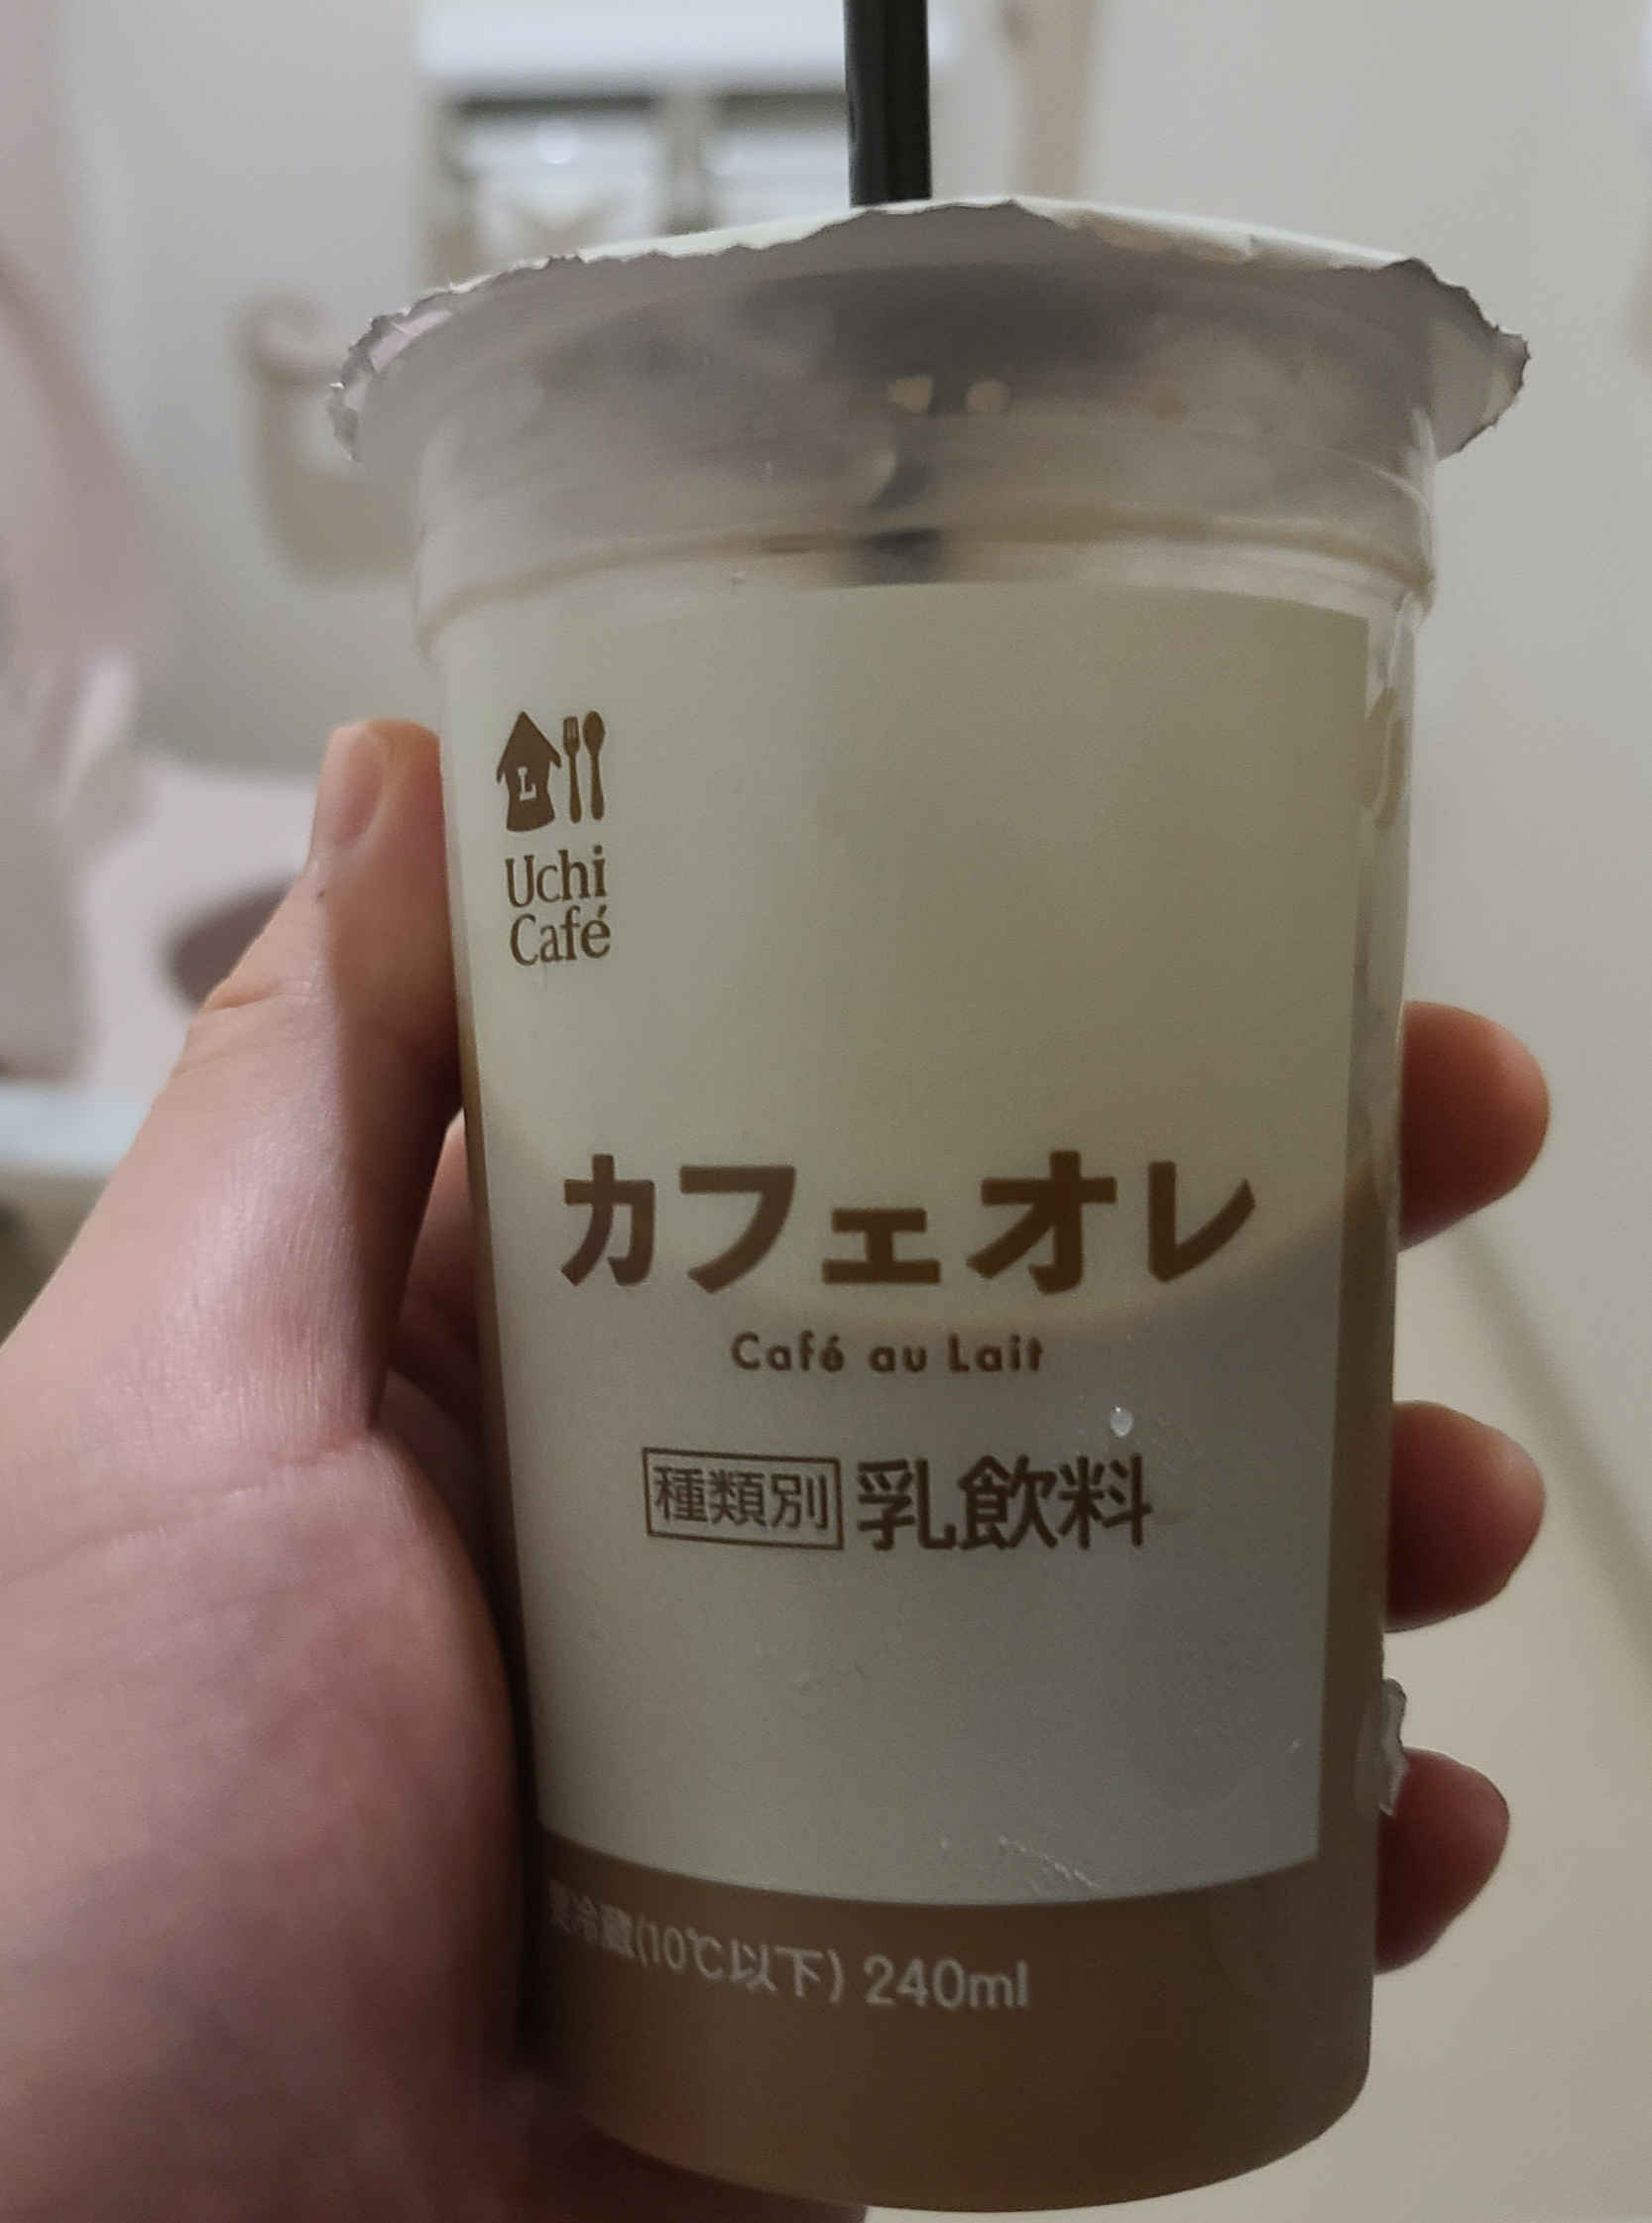 L
Uchi
Café
カフェオレ
Café au Lait
種類別 乳飲料
要冷蔵(10℃以下) 240ml